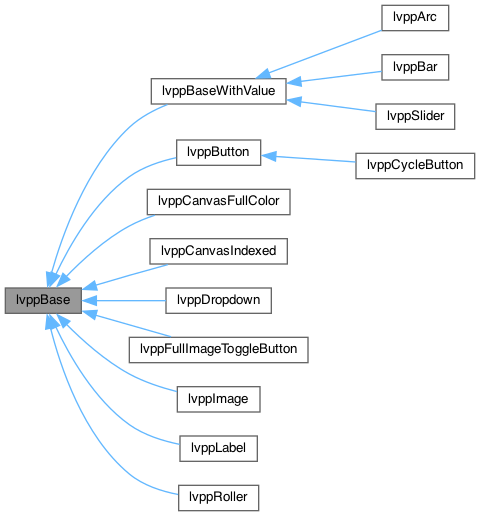 lvppArc
lvppBar
lvppBaseWithValue
lvppSlider
lvppButton
lvppCycleButton
lvppCanvasFullColor
lvppCanvasIndexed
lvppBase
lvppDropdown
lvppFullImageToggleButton
lvppImage
lvppLabel
lvppRoller